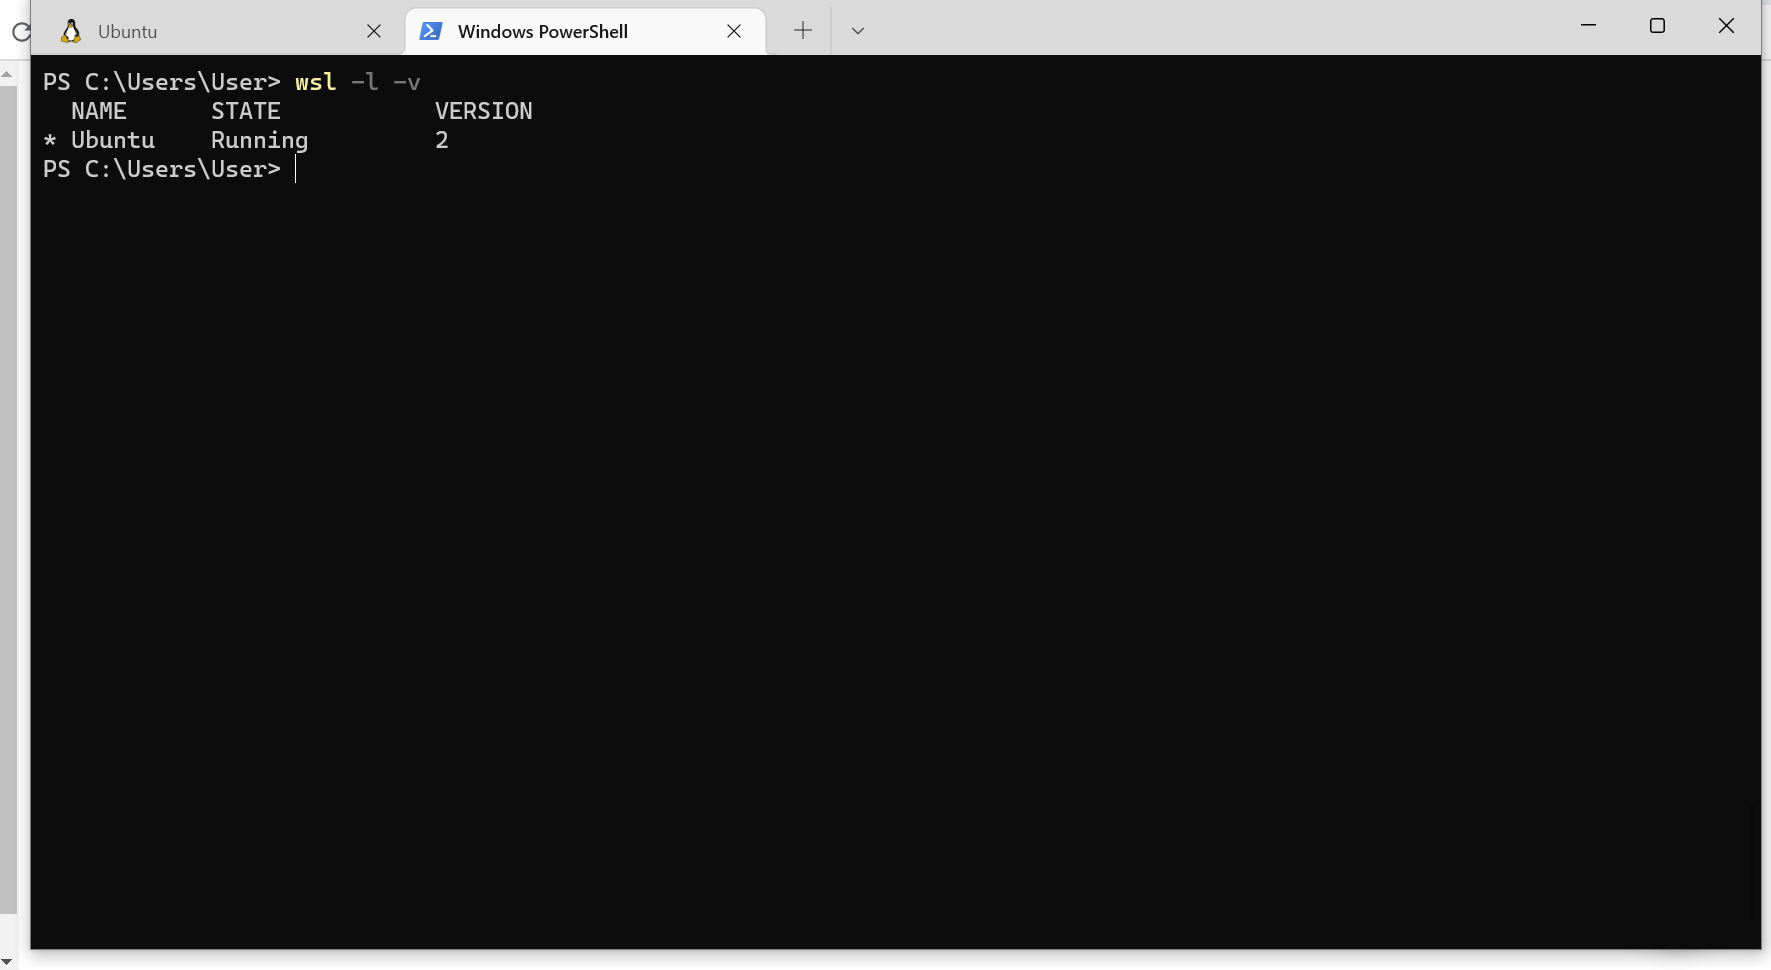 Ubuntu
Windows PowerShell
PS C:\Users\User> wsl -l -v
NAME STATE VERSION
* Ubuntu Running 2
PS C:\Users\User>